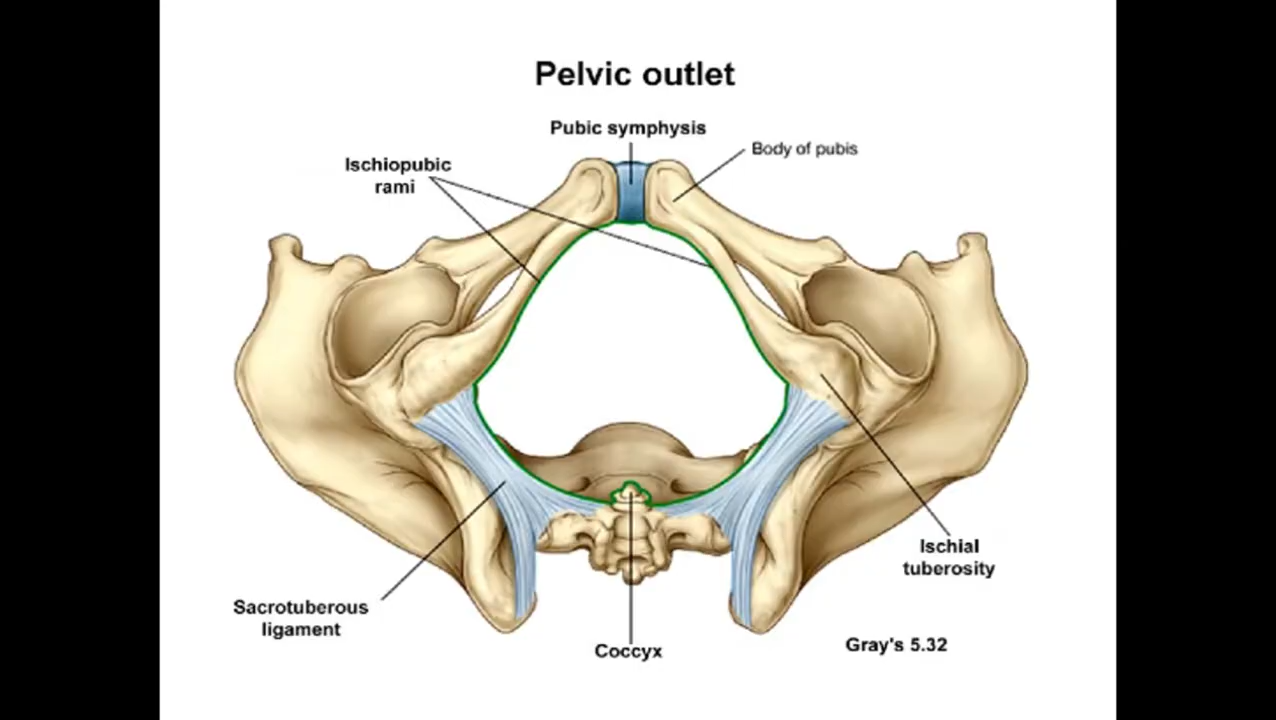 Pelvic outlet
Pubic symphysis
Body of pubis
Ischiopubic
rami
Ischial
tuberosity
Sacrotuberous
ligament
Coccyx
Gray's 5.32